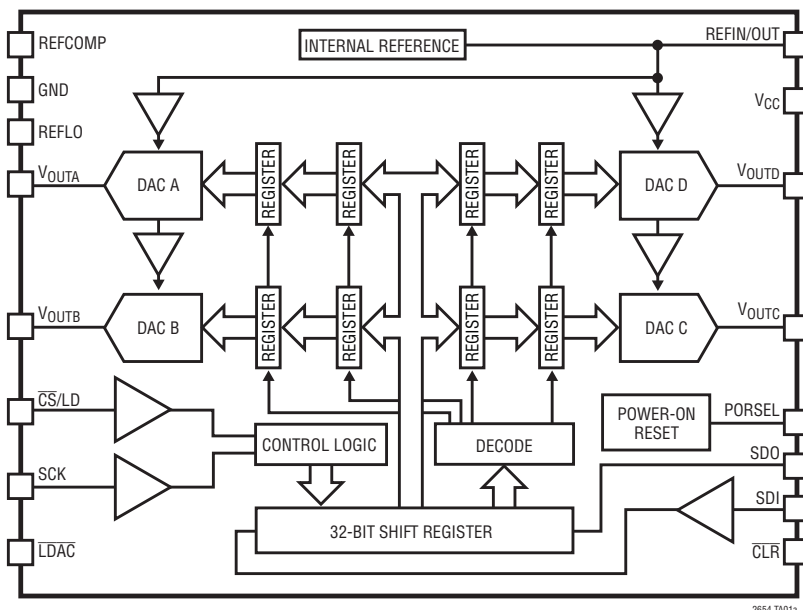 REFCOMP
INTERNAL REFERENCE
REFIN/OUT
GND
VCC
REFLO
VOUTA
DAC A
REGISTER
REGISTER
REGISTER
REGISTER
DAC D
VOUTD
VOUTB
DAC B
REGISTER
REGISTER
REGISTER
REGISTER
DAC C
VOUTC
CS/LD
CONTROL LOGIC
DECODE
POWER-ON
RESET
PORSEL
SCK
SDO
32-BIT SHIFT REGISTER
SDI
LDAC
CLR
2654 TA01a